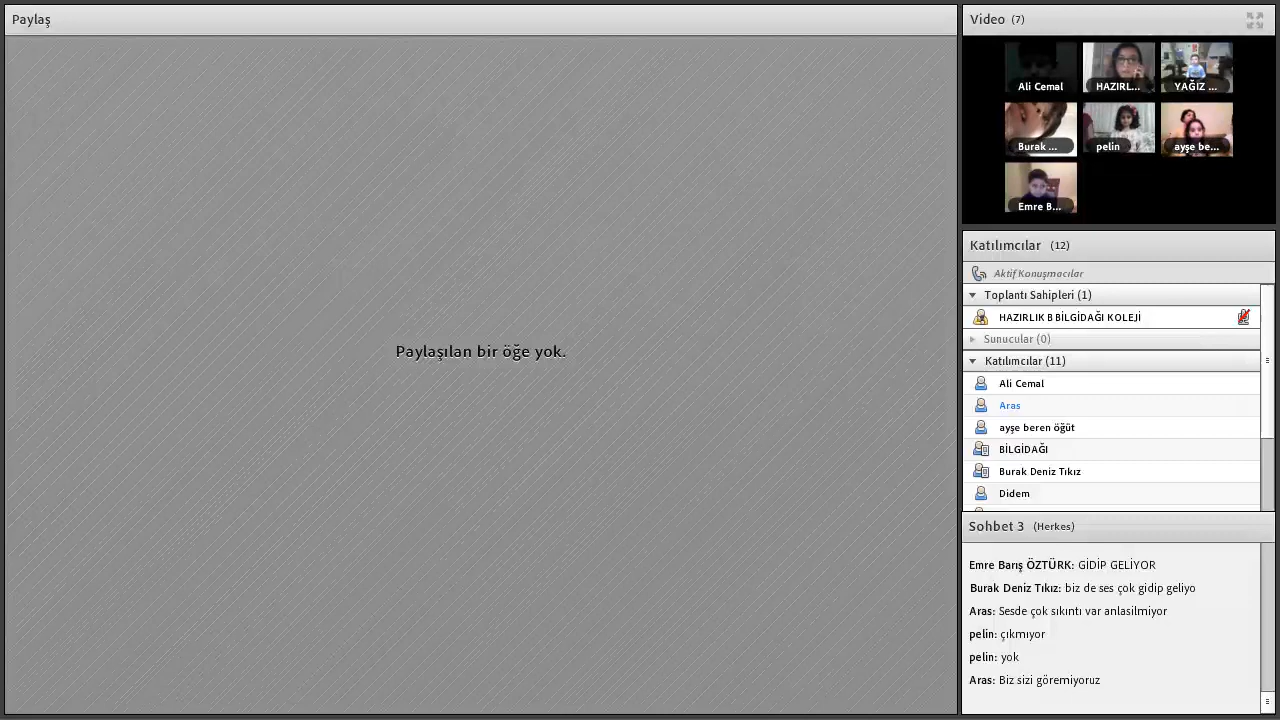 Paylaş
Paylaşılan bir öğe yok.
Video (7)
Ali Cemal
HAZIRL...
YAĞIZ ...
Burak ...
pelin
ayşe be...
Emre B...
Katılımcılar (12)
Aktif Konuşmacılar
Toplantı Sahipleri (1)
HAZIRLIK B BİLGİDAĞI KOLEJİ
Sunucular (0)
Katılımcılar (11)
Ali Cemal
Aras
ayşe beren öğüt
BİLGİDAĞI
Burak Deniz Tıkız
Didem
Sohbet 3 (Herkes)
Emre Barış ÖZTÜRK: GİDİP GELİYOR
Burak Deniz Tıkız: biz de ses çok gidip geliyo
Aras: Sesde çok sıkıntı var anlasilmiyor
pelin: çıkmıyor
pelin: yok
Aras: Biz sizi göremiyoruz